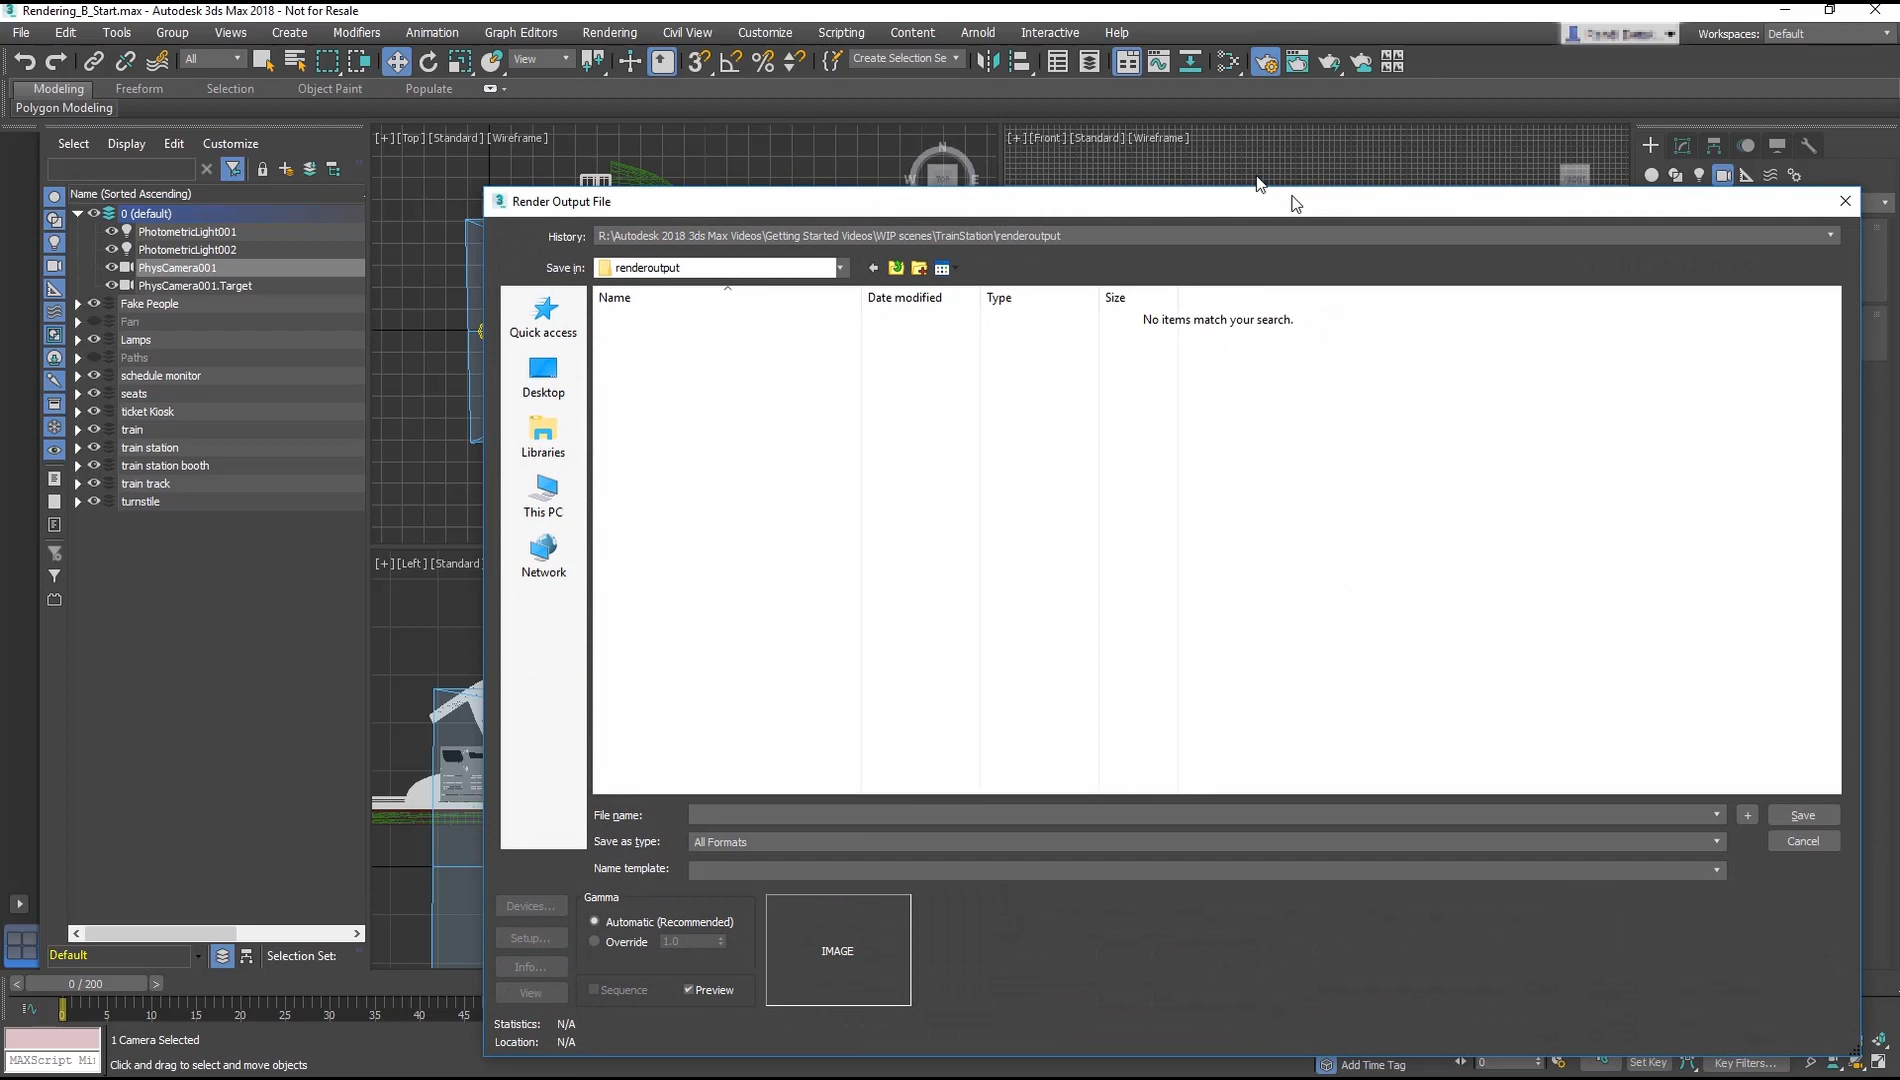 Rendering_B_Start.max - Autodesk 3ds Max 2018 - Not for Resale
File Edit Tools Group Views Create Modifiers Animation Graph Editors Rendering Civil View Customize Scripting Content Arnold Interactive Help
Workspaces: Default
All View Create Selection Se
Modeling Freeform Selection Object Paint Populate
Polygon Modeling
Select Display Edit Customize
[+] [Top] [Standard] [Wireframe]
[+] [Front] [Standard] [Wireframe]
N
W TOP E
Name (Sorted Ascending)
0 (default)
PhotometricLight001
PhotometricLight002
PhysCamera001
PhysCamera001.Target
Fake People
Fan
Lamps
Paths
schedule monitor
seats
ticket Kiosk
train
train station
train station booth
train track
turnstile
[+] [Left] [Standard]
Render Output File
History: R:\Autodesk 2018 3ds Max Videos\Getting Started Videos\WIP scenes\TrainStation\renderoutput
Save in: renderoutput
Name Date modified Type Size
No items match your search.
Quick access
Desktop
Libraries
This PC
Network
File name: + Save
Save as type: All Formats Cancel
Name template:
Devices...
Setup...
Info...
View
Gamma
Automatic (Recommended)
Override 1.0
Sequence Preview
IMAGE
Statistics: N/A
Location: N/A
Default
Selection Set:
0 / 200
0 5 10 15 20 25 30 35 40 45
1 Camera Selected
MAXScript Mi
Click and drag to select and move objects
Add Time Tag
0
Set Key Key Filters...